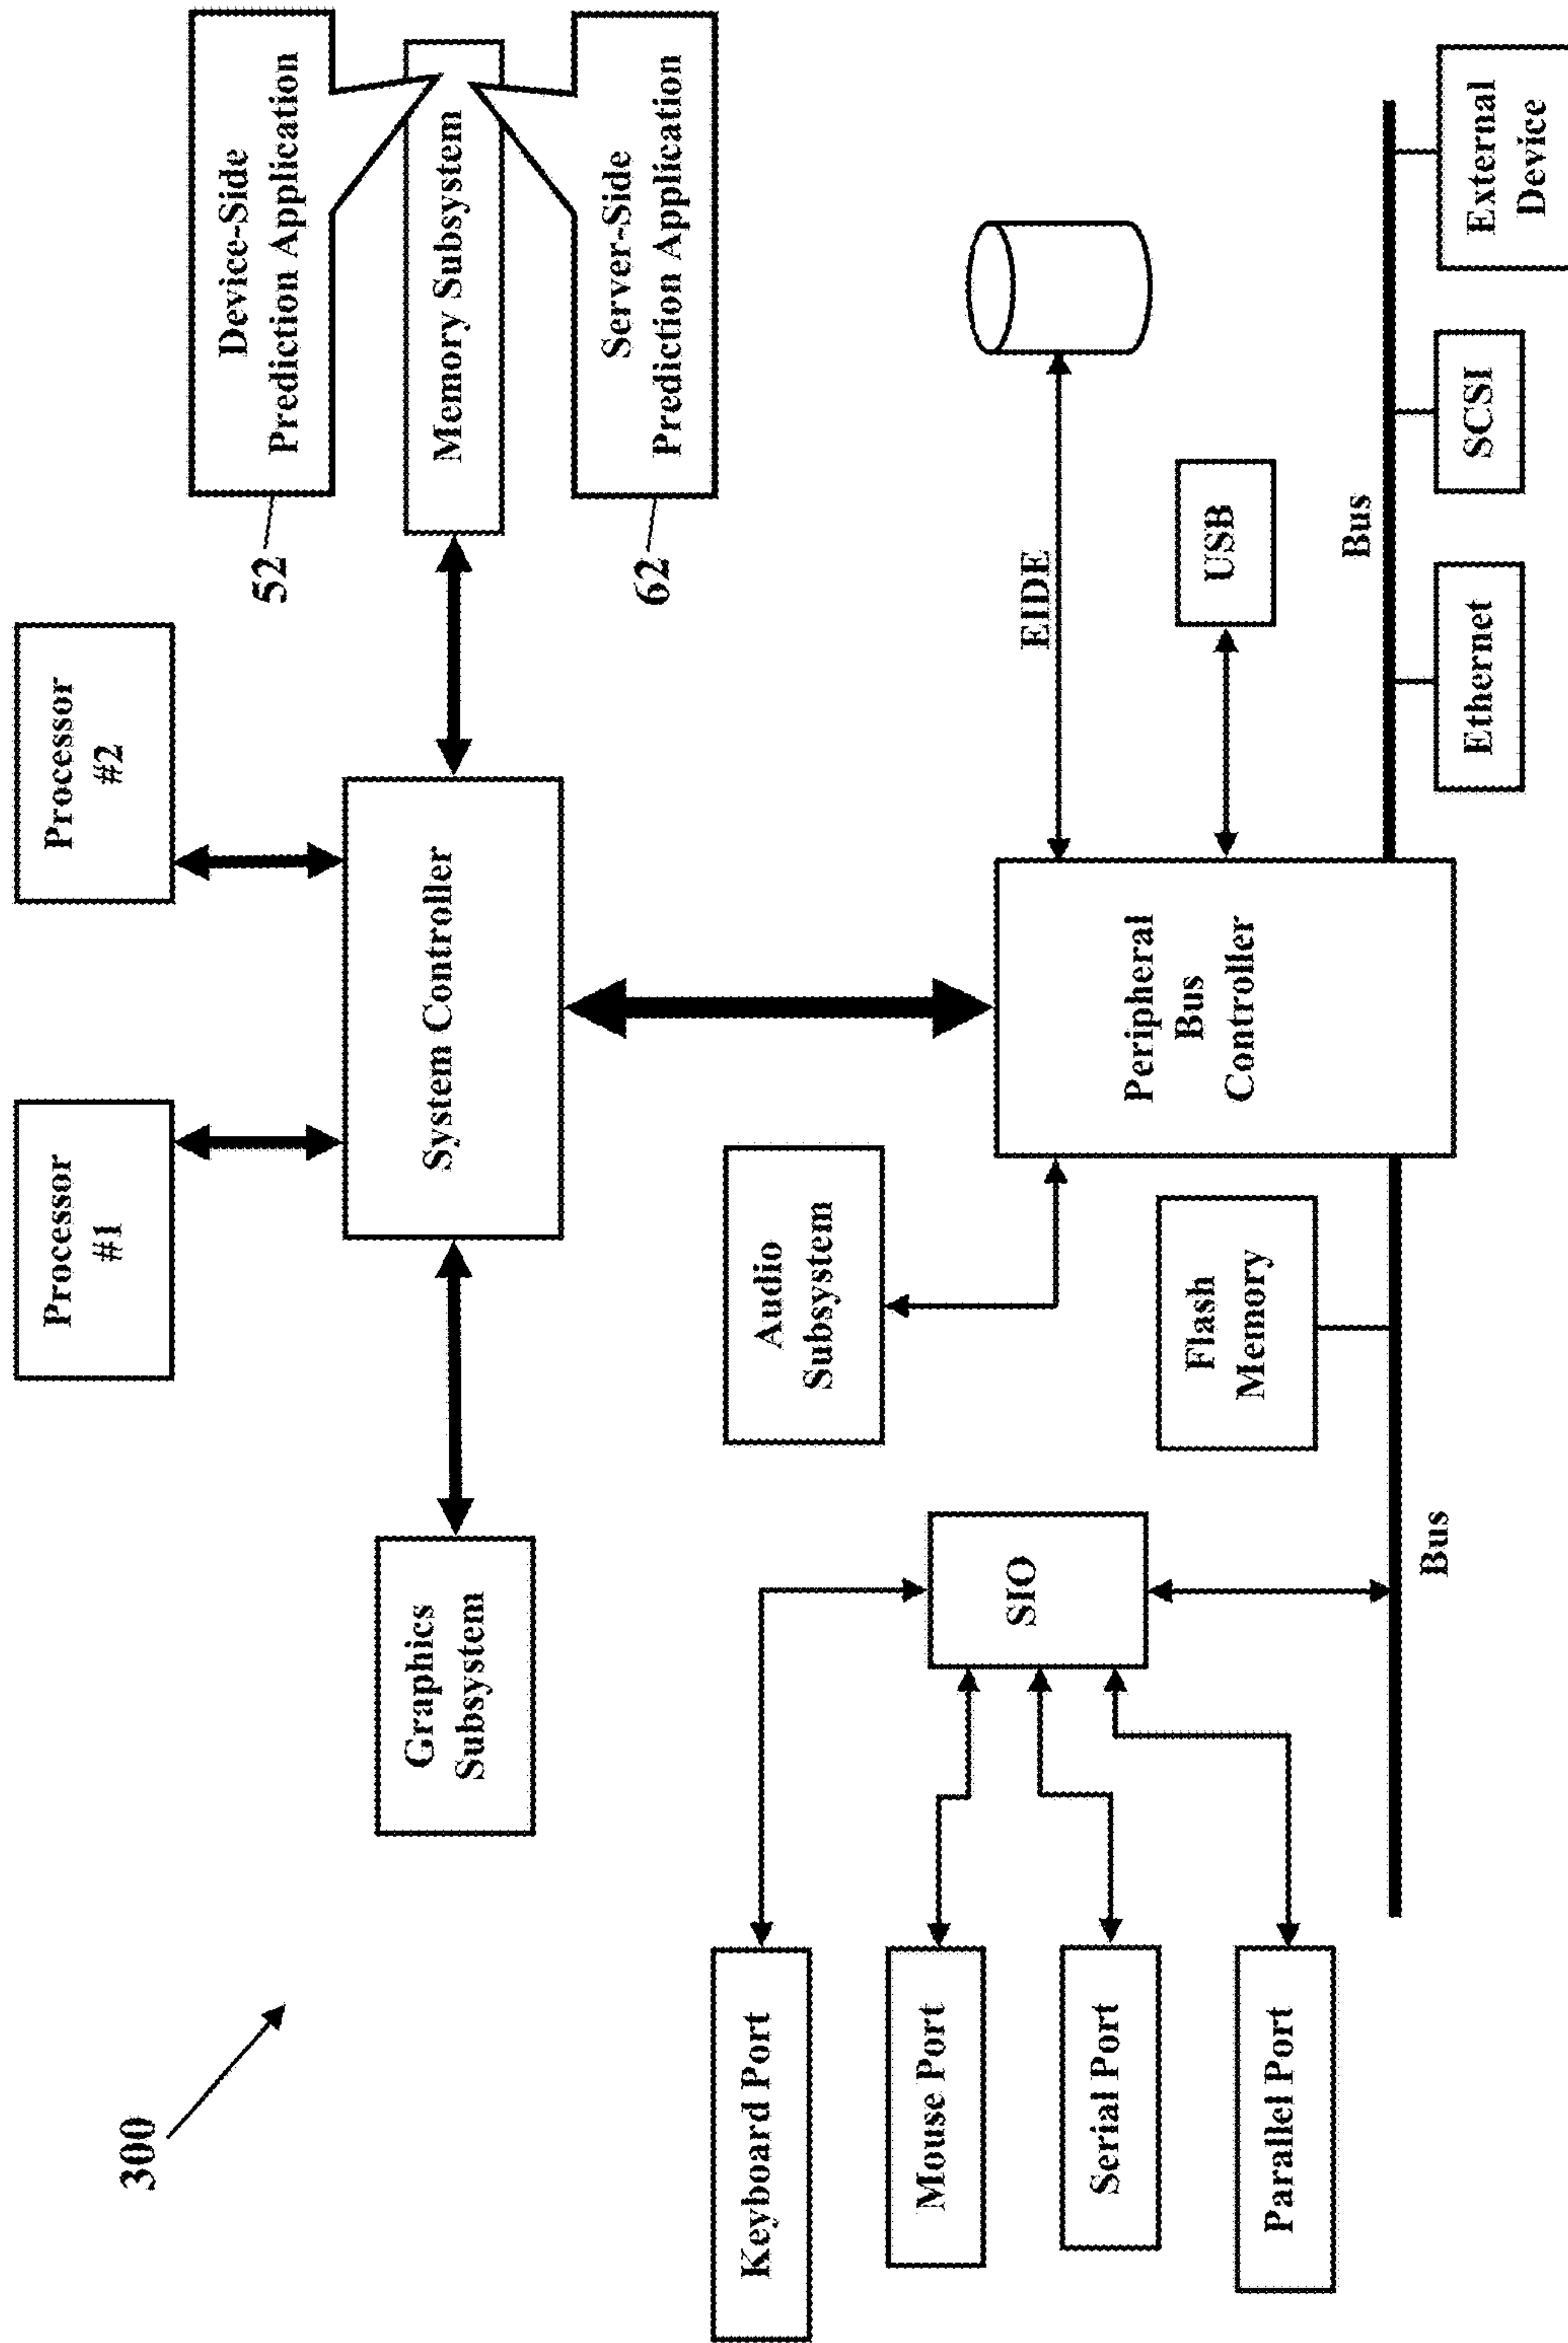 300
Processor
#1
Processor
#2
Graphics
Subsystem
System Controller
52
Device-Side
Prediction Application
Memory Subsystem
62
Server-Side
Prediction Application
Keyboard Port
Mouse Port
Serial Port
Parallel Port
SIO
Audio
Subsystem
Flash
Memory
Bus
Peripheral
Bus
Controller
EIDE
USB
Bus
Ethernet
SCSI
External
Device